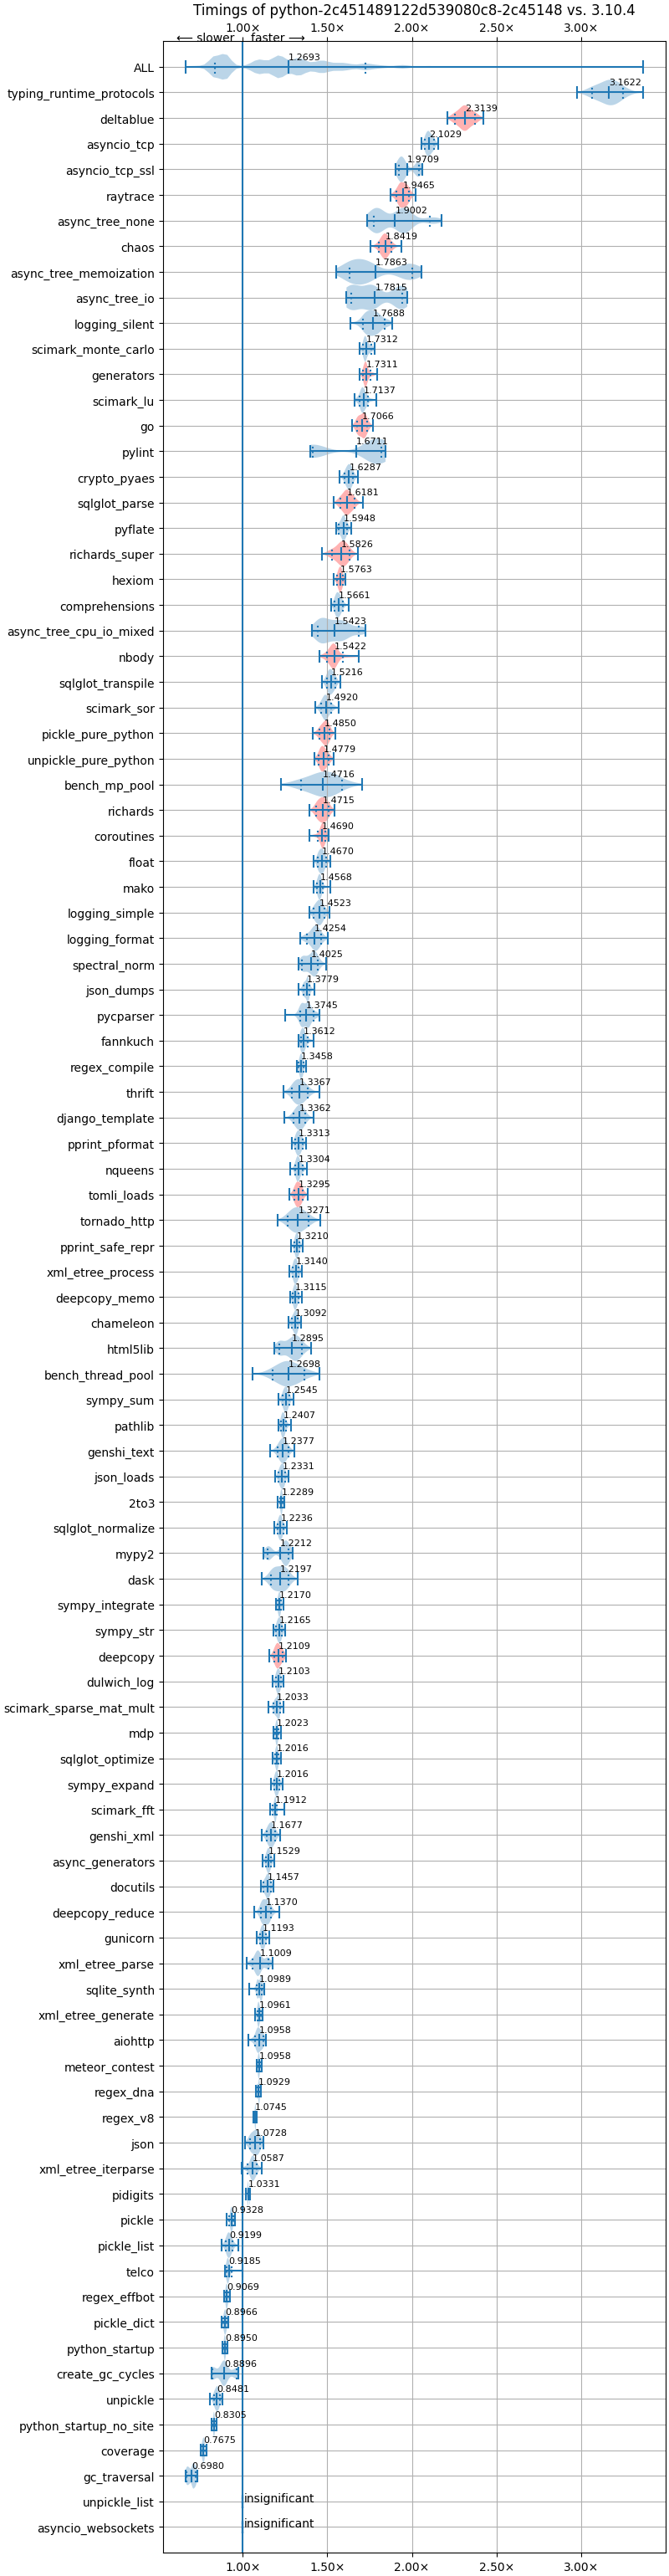 Timings of python-2c451489122d539080c8-2c45148 vs. 3.10.4
1.00× 1.50× 2.00× 2.50× 3.00×
⟵ slower faster ⟶
ALL 1.2693
typing_runtime_protocols 3.1622
deltablue 2.3139
asyncio_tcp 2.1029
asyncio_tcp_ssl 1.9709
raytrace 1.9465
async_tree_none 1.9002
chaos 1.8419
async_tree_memoization 1.7863
async_tree_io 1.7815
logging_silent 1.7688
scimark_monte_carlo 1.7312
generators 1.7311
scimark_lu 1.7137
go 1.7066
pylint 1.6711
crypto_pyaes 1.6287
sqlglot_parse 1.6181
pyflate 1.5948
richards_super 1.5826
hexiom 1.5763
comprehensions 1.5661
async_tree_cpu_io_mixed 1.5423
nbody 1.5422
sqlglot_transpile 1.5216
scimark_sor 1.4920
pickle_pure_python 1.4850
unpickle_pure_python 1.4779
bench_mp_pool 1.4716
richards 1.4715
coroutines 1.4690
float 1.4670
mako 1.4568
logging_simple 1.4523
logging_format 1.4254
spectral_norm 1.4025
json_dumps 1.3779
pycparser 1.3745
fannkuch 1.3612
regex_compile 1.3458
thrift 1.3367
django_template 1.3362
pprint_pformat 1.3313
nqueens 1.3304
tomli_loads 1.3295
tornado_http 1.3271
pprint_safe_repr 1.3210
xml_etree_process 1.3140
deepcopy_memo 1.3115
chameleon 1.3092
html5lib 1.2895
bench_thread_pool 1.2698
sympy_sum 1.2545
pathlib 1.2407
genshi_text 1.2377
json_loads 1.2331
2to3 1.2289
sqlglot_normalize 1.2236
mypy2 1.2212
dask 1.2197
sympy_integrate 1.2170
sympy_str 1.2165
deepcopy 1.2109
dulwich_log 1.2103
scimark_sparse_mat_mult 1.2033
mdp 1.2023
sqlglot_optimize 1.2016
sympy_expand 1.2016
scimark_fft 1.1912
genshi_xml 1.1677
async_generators 1.1529
docutils 1.1457
deepcopy_reduce 1.1370
gunicorn 1.1193
xml_etree_parse 1.1009
sqlite_synth 1.0989
xml_etree_generate 1.0961
aiohttp 1.0958
meteor_contest 1.0958
regex_dna 1.0929
regex_v8 1.0745
json 1.0728
xml_etree_iterparse 1.0587
pidigits 1.0331
pickle 0.9328
pickle_list 0.9199
telco 0.9185
regex_effbot 0.9069
pickle_dict 0.8966
python_startup 0.8950
create_gc_cycles 0.8896
unpickle 0.8481
python_startup_no_site 0.8305
coverage 0.7675
gc_traversal 0.6980
unpickle_list insignificant
asyncio_websockets insignificant
1.00× 1.50× 2.00× 2.50× 3.00×